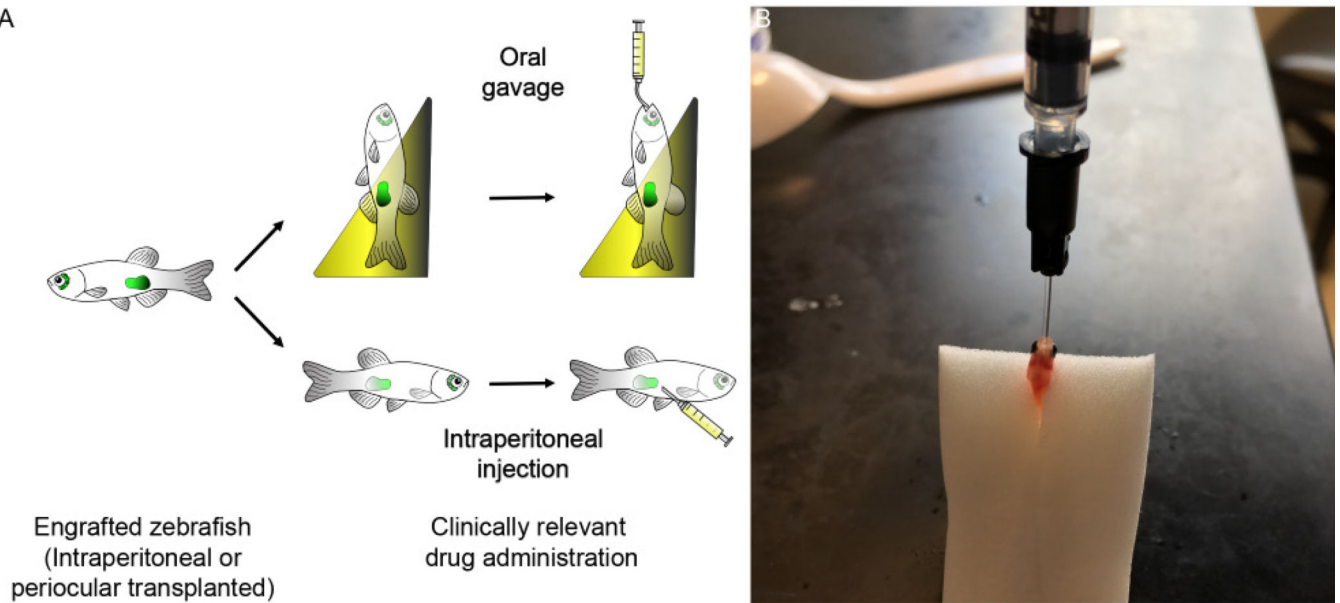 A
Oral
gavage
Intraperitoneal
injection
Engrafted zebrafish
(Intraperitoneal or
periocular transplanted)
Clinically relevant
drug administration
B